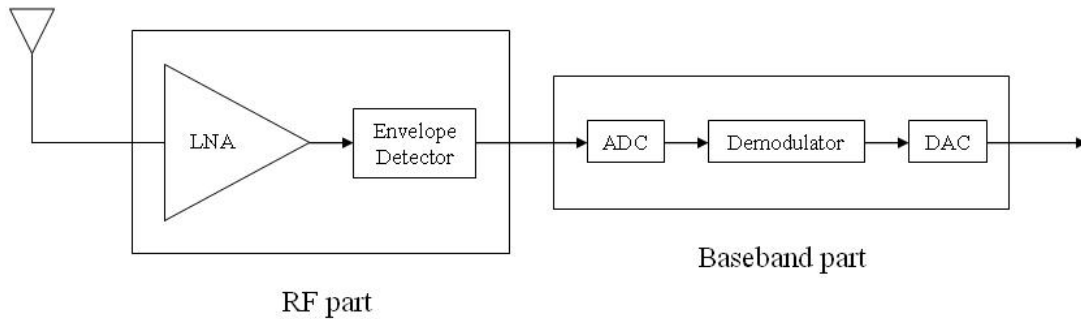 LNA
Envelope
Detector
ADC
Demodulator
DAC
Baseband part
RF part